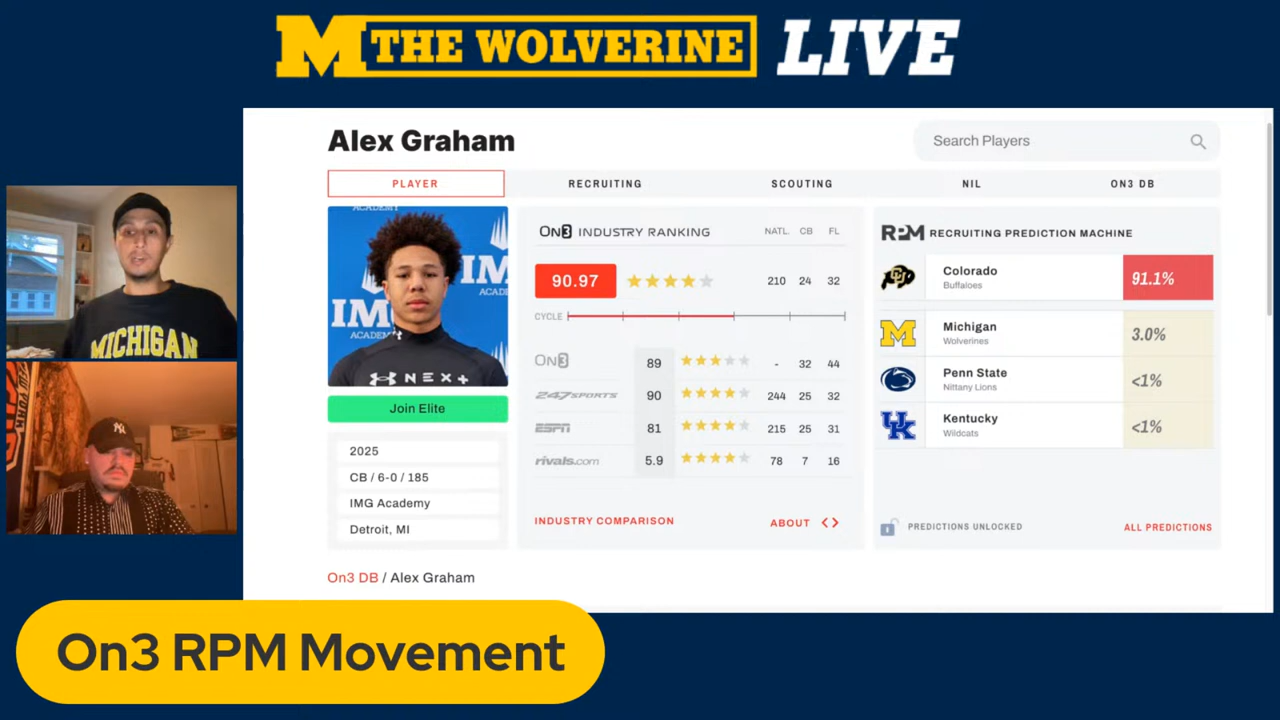 M THE WOLVERINE LIVE
Alex Graham
Search Players
PLAYER RECRUITING SCOUTING NIL ON3 DB
ACADEMY
IM
ACADE
IMG
ACADEMY
NEX+
Join Elite
2025
CB / 6-0 / 185
IMG Academy
Detroit, MI
On3 INDUSTRY RANKING NATL. CB FL
90.97 210 24 32
CYCLE
On3 89 - 32 44
247SPORTS 90 244 25 32
ESPN 81 215 25 31
rivals.com 5.9 78 7 16
INDUSTRY COMPARISON ABOUT <>
RPM RECRUITING PREDICTION MACHINE
Colorado 91.1%
Buffaloes
M Michigan 3.0%
Wolverines
Penn State <1%
Nittany Lions
UK Kentucky <1%
Wildcats
PREDICTIONS UNLOCKED ALL PREDICTIONS
On3 DB / Alex Graham
MICHIGAN
NY
On3 RPM Movement